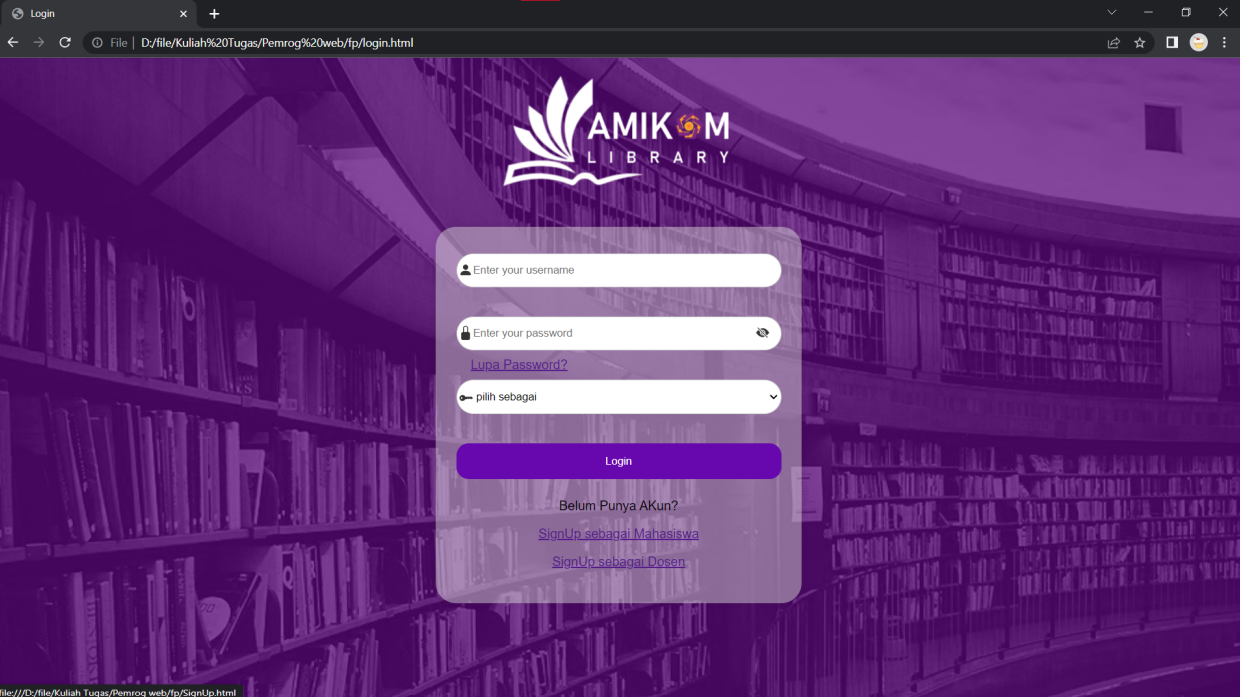 Login
File
D:/file/Kuliah%20Tugas/Pemrog%20web/fp/login.html
AMIKOM
LIBRARY
Enter your username
Enter your password
Lupa Password?
pilih sebagai
Login
Belum Punya AKun?
SignUp sebagai Mahasiswa
SignUp sebagai Dosen
file:///D:/file/Kuliah Tugas/Pemrog web/fp/SignUp.html